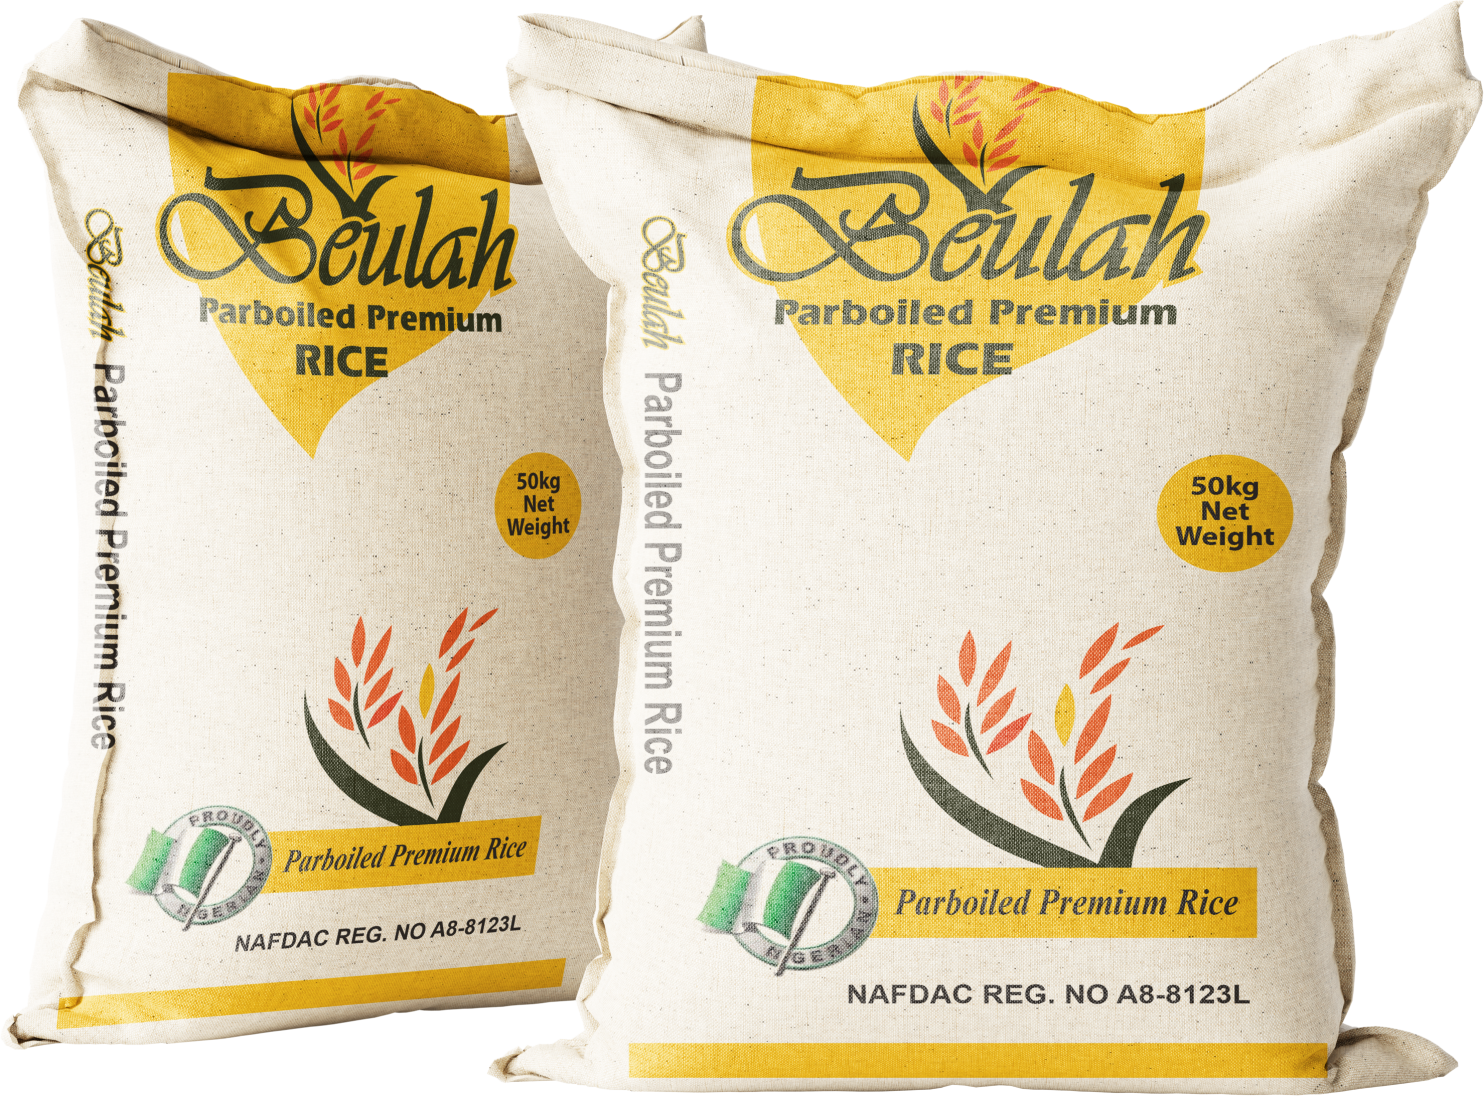 Beulah
Parboiled Premium
RICE
Beulah Parboiled Premium Rice
50kg
Net
Weight
PROUDLY
NIGERIAN
Parboiled Premium Rice
NAFDAC REG. NO A8-8123L
Beulah
Parboiled Premium
RICE
Beulah Parboiled Premium Rice
50kg
Net
Weight
PROUDLY
NIGERIAN
Parboiled Premium Rice
NAFDAC REG. NO A8-8123L